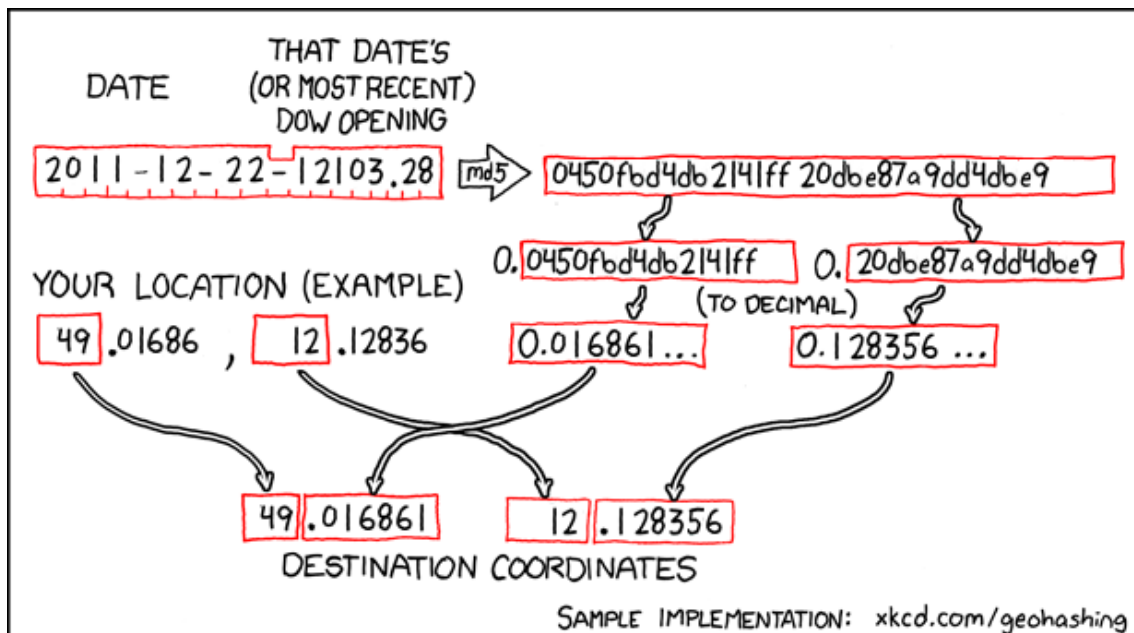 DATE
THAT DATE'S
(OR MOST RECENT)
DOW OPENING
2011-12-22-12103.28
md5
0450fbd4db2141ff 20dbe87a9dd4dbe9
0.0450fbd4db2141ff
0.20dbe87a9dd4dbe9
YOUR LOCATION (EXAMPLE)
(TO DECIMAL)
49.01686, 12.12836
0.016861...
0.128356 ...
49.016861
12.128356
DESTINATION COORDINATES
SAMPLE IMPLEMENTATION: xkcd.com/geohashing